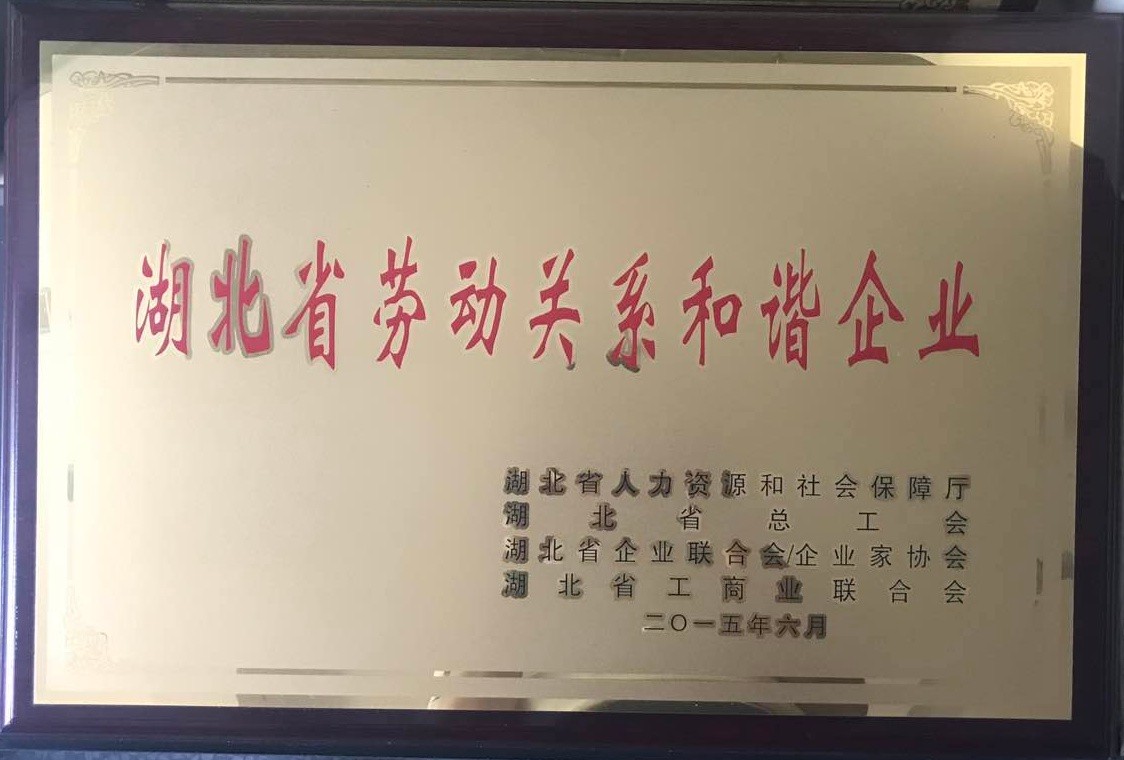 湖北省劳动关系和谐企业
湖北省人力资源和社会保障厅
湖北省总工会
湖北省企业联合会/企业家协会
湖北省工商业联合会
二〇一五年六月